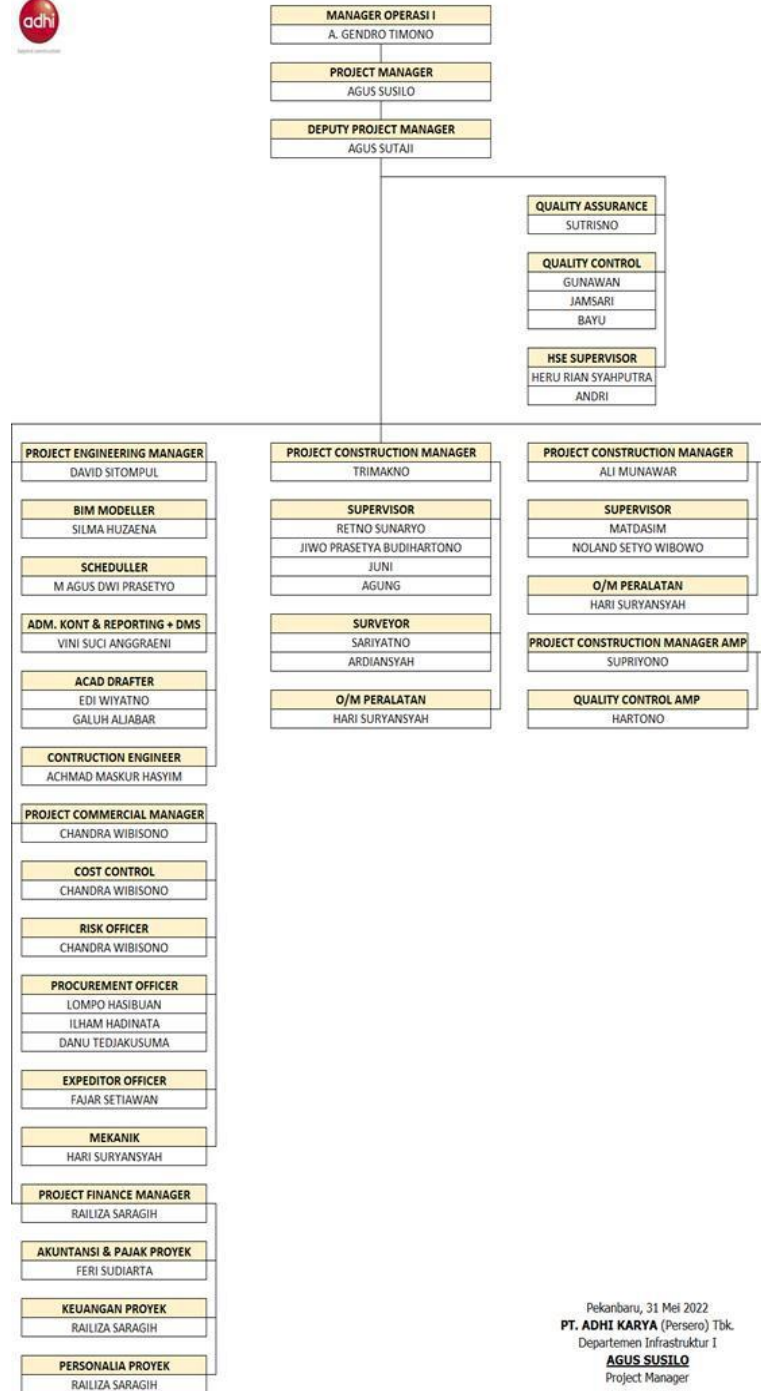 adhi
MANAGER OPERASI I
A. GENDRO TIMONO
PROJECT MANAGER
AGUS SUSILO
DEPUTY PROJECT MANAGER
AGUS SUTAJI
QUALITY ASSURANCE
SUTRISNO
QUALITY CONTROL
GUNAWAN
JAMSARI
BAYU
HSE SUPERVISOR
HERU RIAN SYAHPUTRA
ANDRI
PROJECT ENGINEERING MANAGER
DAVID SITOMPUL
BIM MODELLER
SILMA HUZAENA
SCHEDULLER
M AGUS DWI PRASETYO
ADM. KONT & REPORTING + DMS
VINI SUCI ANGGRAENI
ACAD DRAFTER
EDI WIYATNO
GALUH ALJABAR
CONTRUCTION ENGINEER
ACHMAD MASKUR HASYIM
PROJECT COMMERCIAL MANAGER
CHANDRA WIBISONO
COST CONTROL
CHANDRA WIBISONO
RISK OFFICER
CHANDRA WIBISONO
PROCUREMENT OFFICER
LOMPO HASIBUAN
ILHAM HADINATA
DANU TEDJAKUSUMA
EXPEDITOR OFFICER
FAJAR SETIAWAN
MEKANIK
HARI SURYANSYAH
PROJECT FINANCE MANAGER
RAILIZA SARAGIH
AKUNTANSI & PAJAK PROYEK
FERI SUDIARTA
KEUANGAN PROYEK
RAILIZA SARAGIH
PERSONALIA PROYEK
RAILIZA SARAGIH
PROJECT CONSTRUCTION MANAGER
TRIMAKNO
SUPERVISOR
RETNO SUNARYO
JIWO PRASETYA BUDIHARTONO
JUNI
AGUNG
SURVEYOR
SARIYATNO
ARDIANSYAH
O/M PERALATAN
HARI SURYANSYAH
PROJECT CONSTRUCTION MANAGER
ALI MUNAWAR
SUPERVISOR
MATDASIM
NOLAND SETYO WIBOWO
O/M PERALATAN
HARI SURYANSYAH
PROJECT CONSTRUCTION MANAGER AMP
SUPRIYONO
QUALITY CONTROL AMP
HARTONO
Pekanbaru, 31 Mei 2022
PT. ADHI KARYA (Persero) Tbk.
Departemen Infrastruktur I
AGUS SUSILO
Project Manager